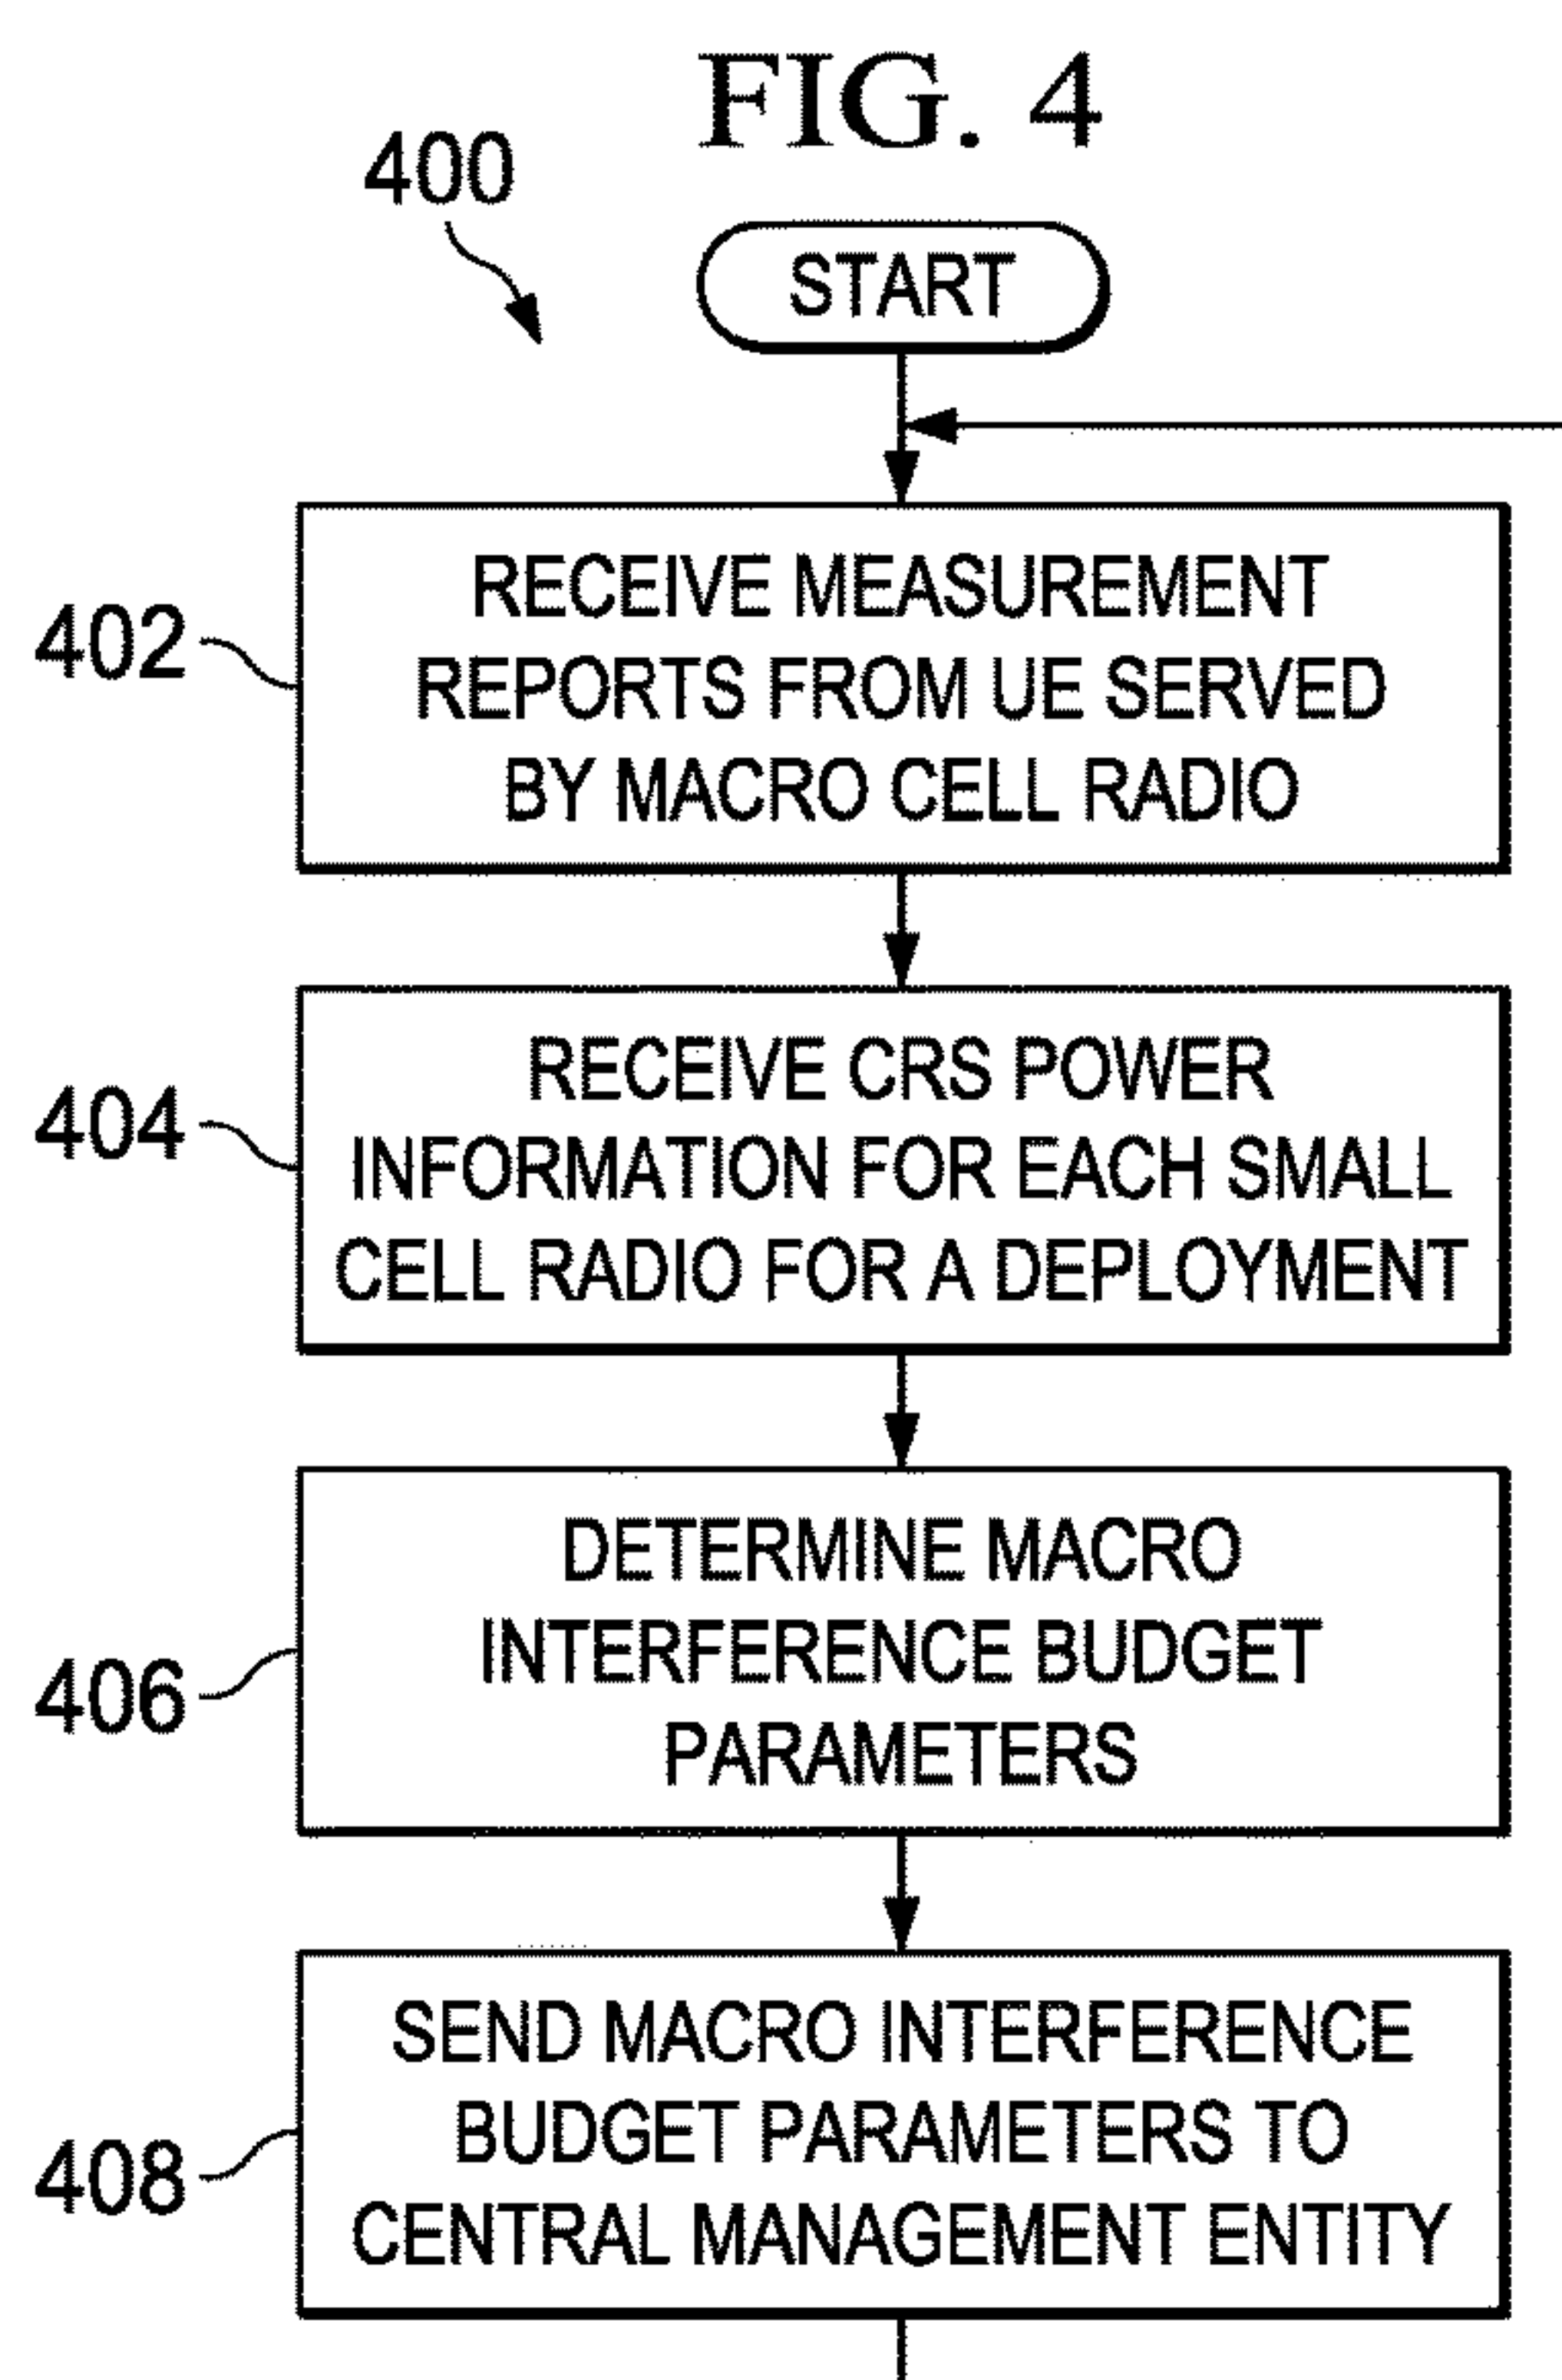 FIG. 4
400
START
402
RECEIVE MEASUREMENT
REPORTS FROM UE SERVED
BY MACRO CELL RADIO
404
RECEIVE CRS POWER
INFORMATION FOR EACH SMALL
CELL RADIO FOR A DEPLOYMENT
406
DETERMINE MACRO
INTERFERENCE BUDGET
PARAMETERS
408
SEND MACRO INTERFERENCE
BUDGET PARAMETERS TO
CENTRAL MANAGEMENT ENTITY